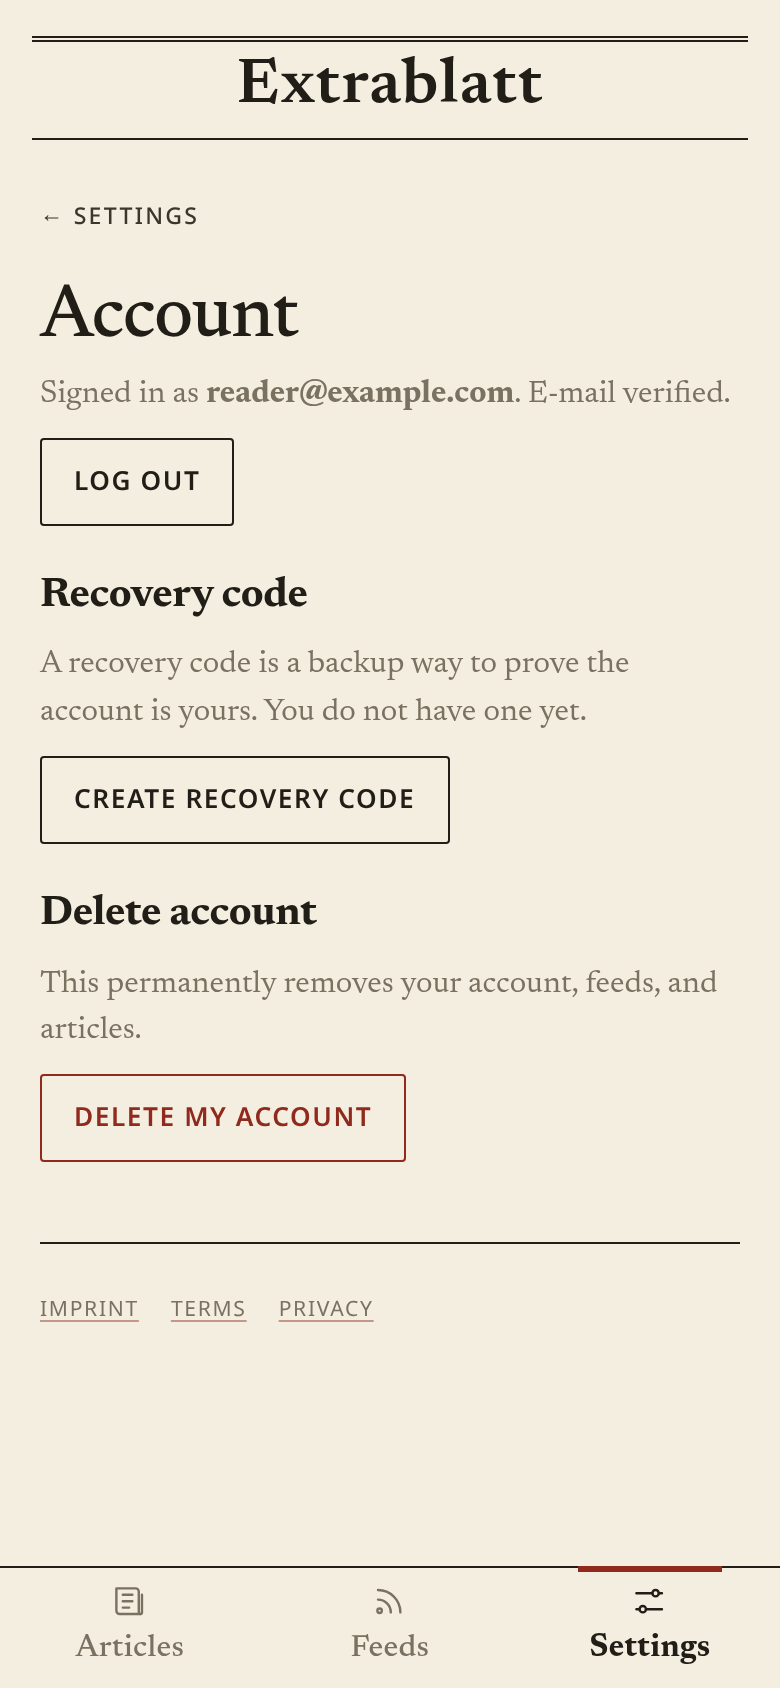 Extrablatt
← SETTINGS
Account
Signed in as reader@example.com. E-mail verified.
LOG OUT
Recovery code
A recovery code is a backup way to prove the
account is yours. You do not have one yet.
CREATE RECOVERY CODE
Delete account
This permanently removes your account, feeds, and
articles.
DELETE MY ACCOUNT
IMPRINT TERMS PRIVACY
Articles Feeds Settings